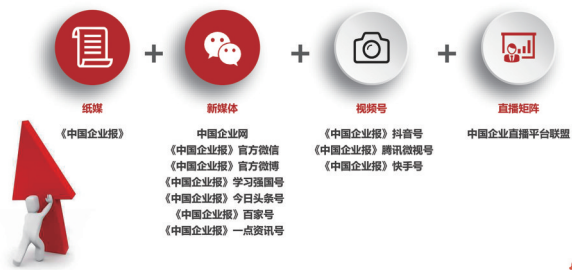 纸媒
《中国企业报》
新媒体
中国企业网
《中国企业报》官方微信
《中国企业报》官方微博
《中国企业报》学习强国号
《中国企业报》今日头条号
《中国企业报》百家号
《中国企业报》一点资讯号
视频号
《中国企业报》抖音号
《中国企业报》腾讯微视号
《中国企业报》快手号
直播矩阵
中国企业直播平台联盟